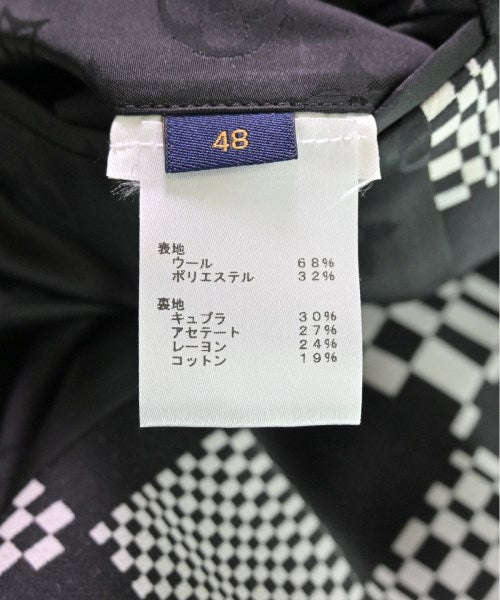 48
表地
ウール 68%
ポリエステル 32%
裏地
キュプラ 30%
アセテート 27%
レーヨン 24%
コットン 19%